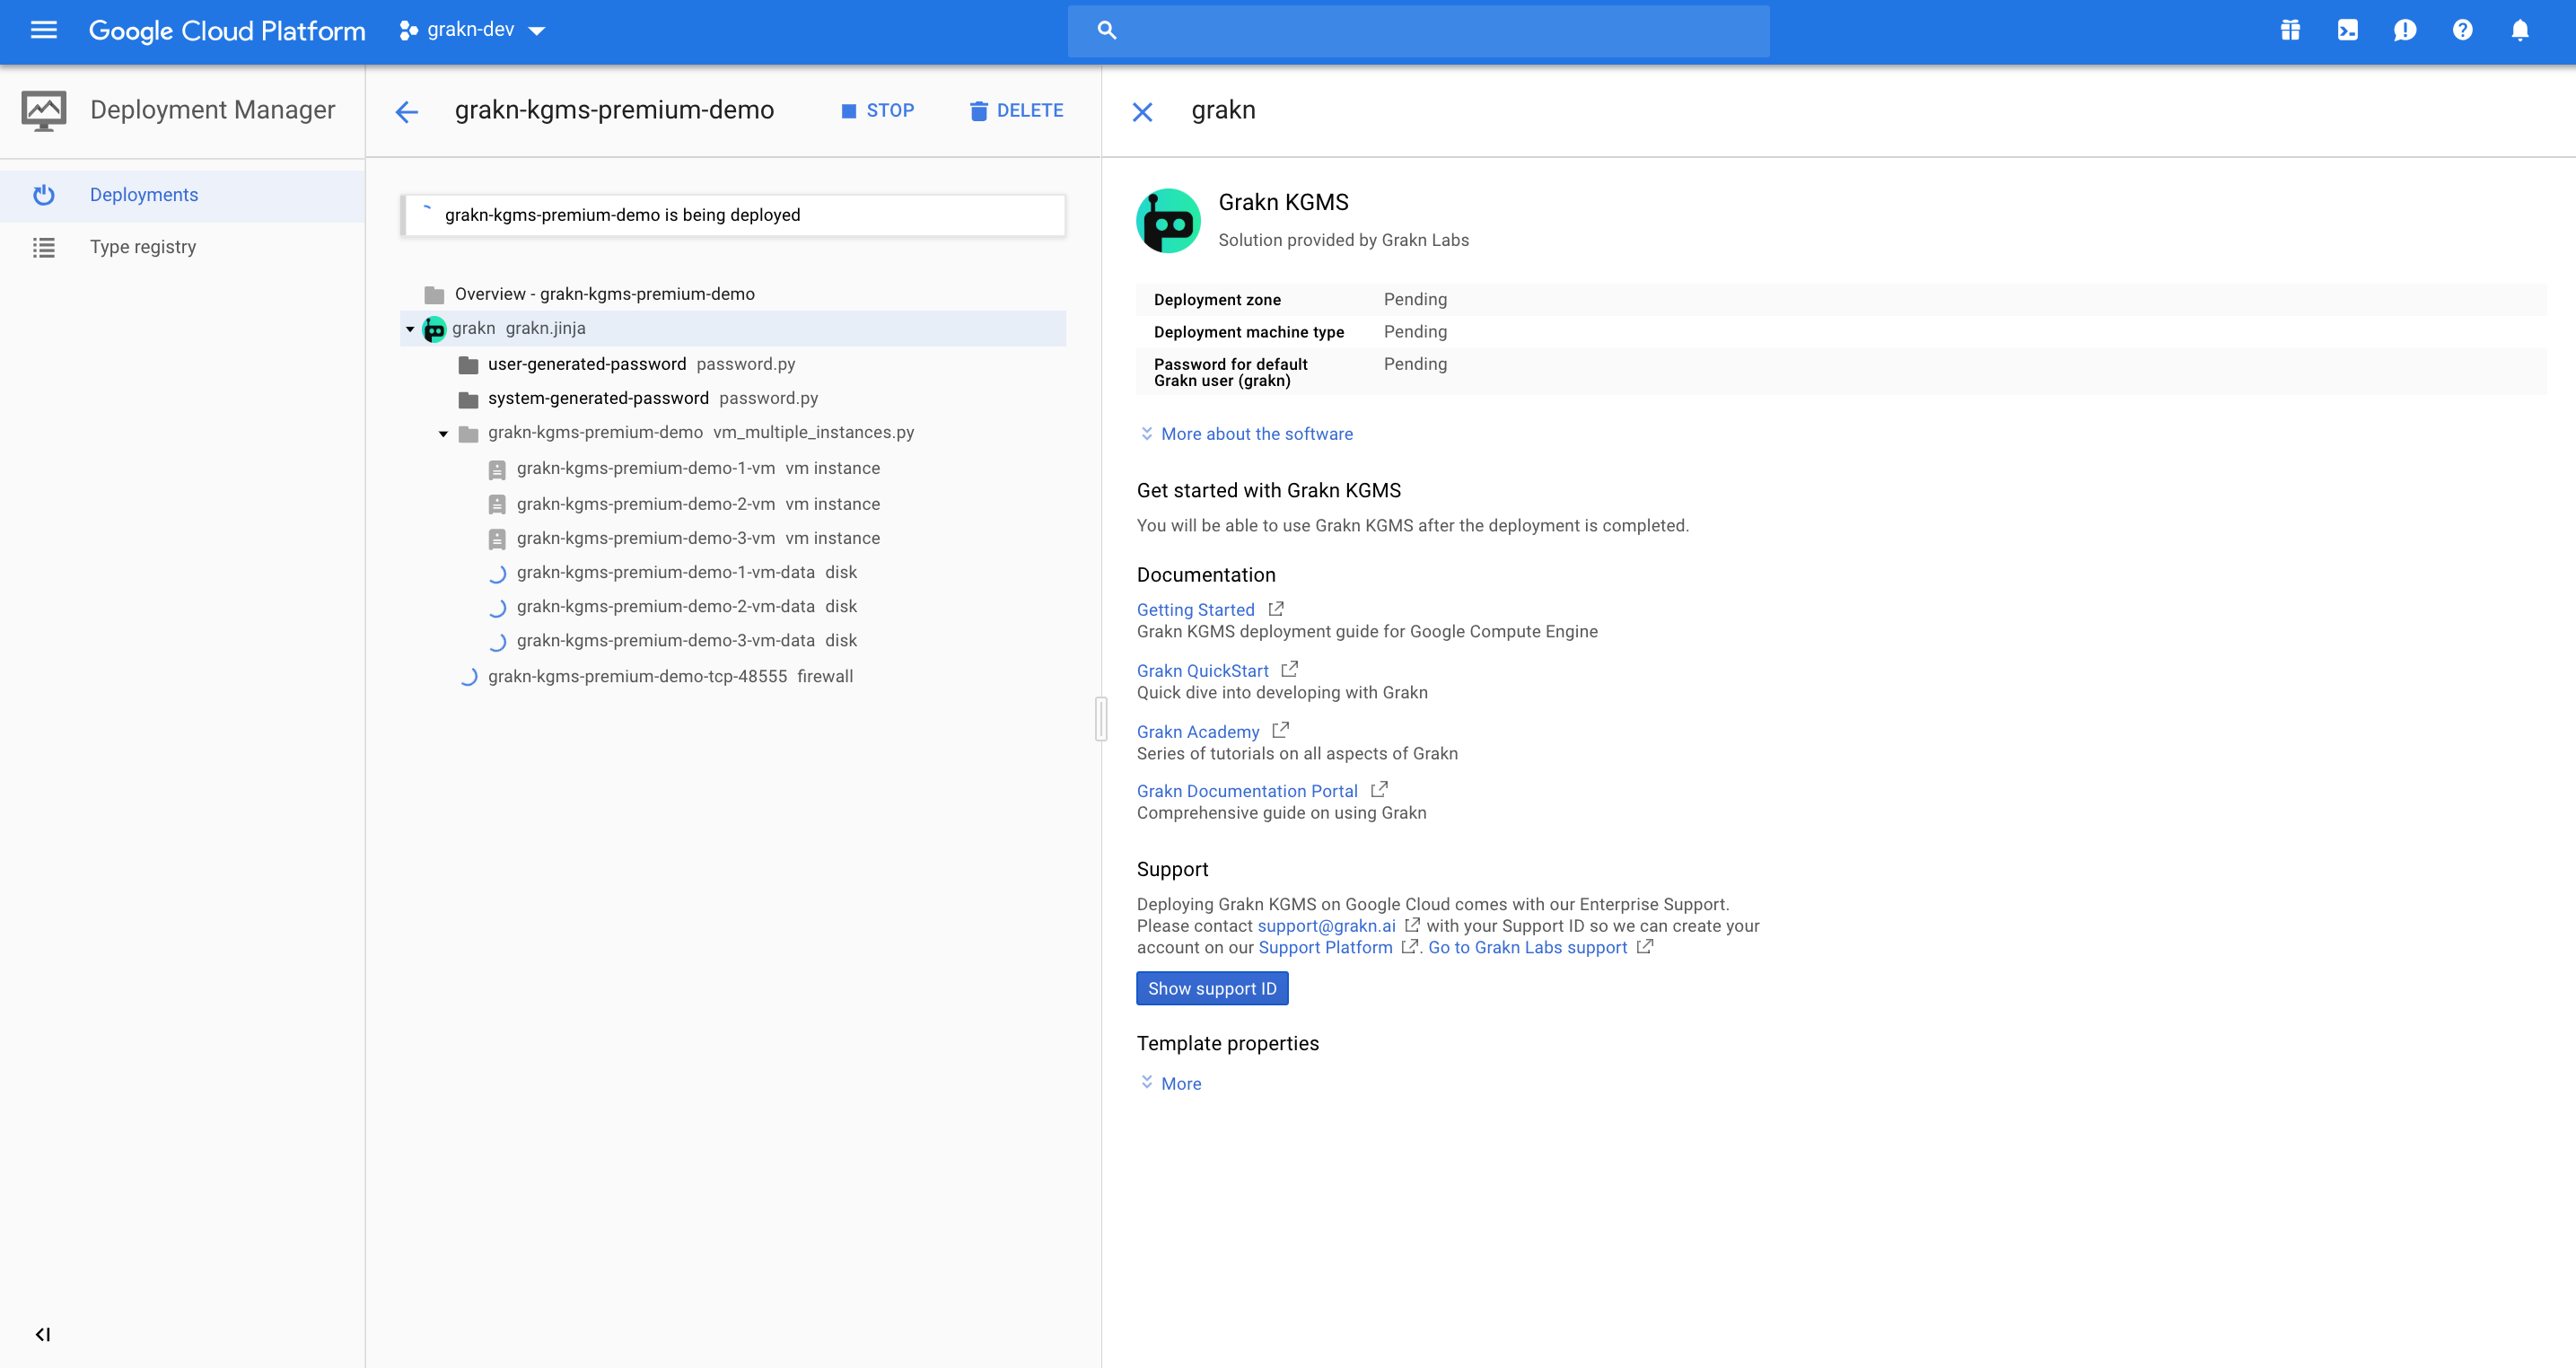 Google Cloud Platform
grakn-dev
Deployment Manager
Deployments
Type registry
grakn-kgms-premium-demo
STOP
DELETE
grakn-kgms-premium-demo is being deployed
Overview - grakn-kgms-premium-demo
grakn grakn.jinja
user-generated-password password.py
system-generated-password password.py
grakn-kgms-premium-demo vm_multiple_instances.py
grakn-kgms-premium-demo-1-vm vm instance
grakn-kgms-premium-demo-2-vm vm instance
grakn-kgms-premium-demo-3-vm vm instance
grakn-kgms-premium-demo-1-vm-data disk
grakn-kgms-premium-demo-2-vm-data disk
grakn-kgms-premium-demo-3-vm-data disk
grakn-kgms-premium-demo-tcp-48555 firewall
grakn
Grakn KGMS
Solution provided by Grakn Labs
Deployment zone Pending
Deployment machine type Pending
Password for default Pending
Grakn user (grakn)
More about the software
Get started with Grakn KGMS
You will be able to use Grakn KGMS after the deployment is completed.
Documentation
Getting Started
Grakn KGMS deployment guide for Google Compute Engine
Grakn QuickStart
Quick dive into developing with Grakn
Grakn Academy
Series of tutorials on all aspects of Grakn
Grakn Documentation Portal
Comprehensive guide on using Grakn
Support
Deploying Grakn KGMS on Google Cloud comes with our Enterprise Support.
Please contact support@grakn.ai with your Support ID so we can create your
account on our Support Platform . Go to Grakn Labs support
Show support ID
Template properties
More